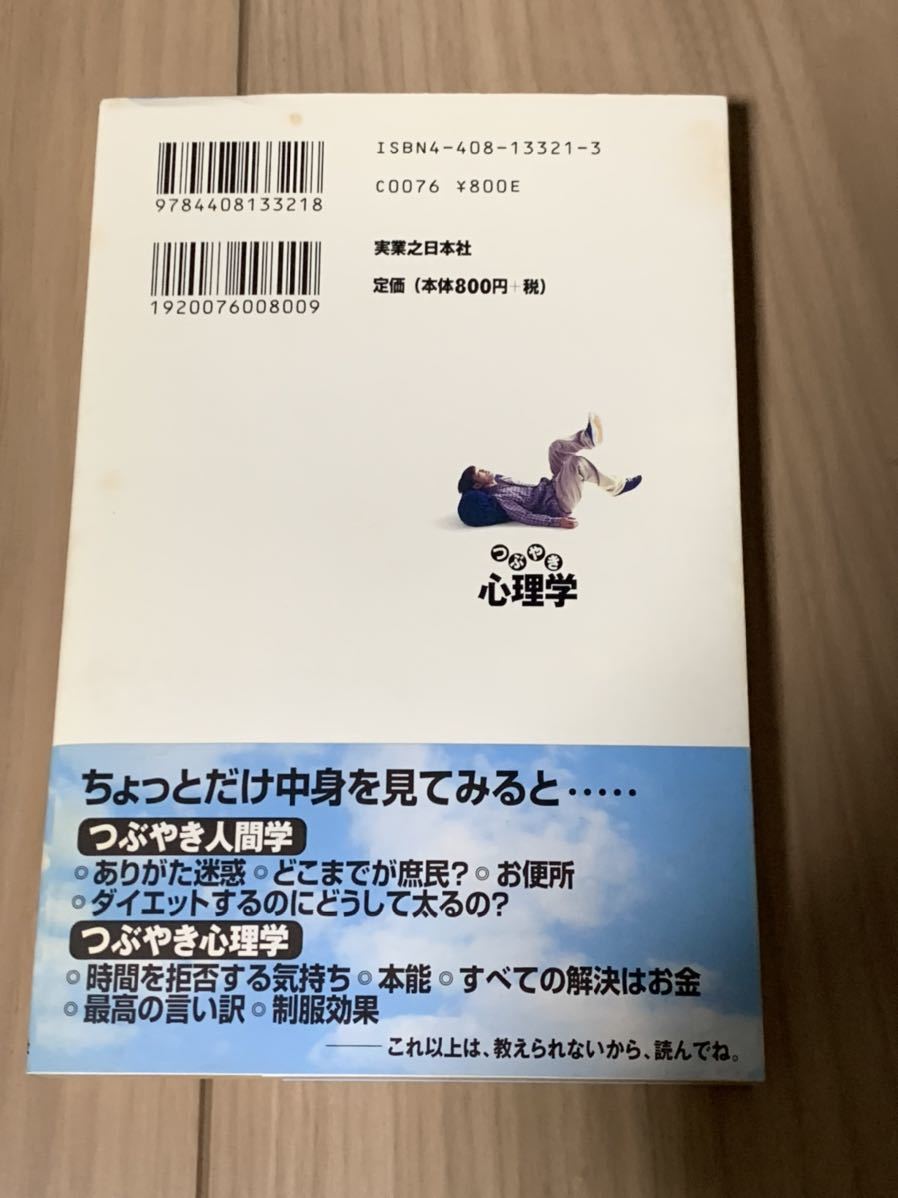 ISBN4-408-13321-3
C0076 ¥800E
9784408133218
実業之日本社
定価（本体800円+税）
1920076008009
つぶやき
心理学
ちょっとだけ中身を見てみると‥‥‥
つぶやき人間学
◎ありがた迷惑 ◎どこまでが庶民？ ◎お便所
◎ダイエットするのにどうして太るの？
つぶやき心理学
◎時間を拒否する気持ち ◎本能 ◎すべての解決はお金
◎最高の言い訳 ◎制服効果
――これ以上は、教えられないから、読んでね。